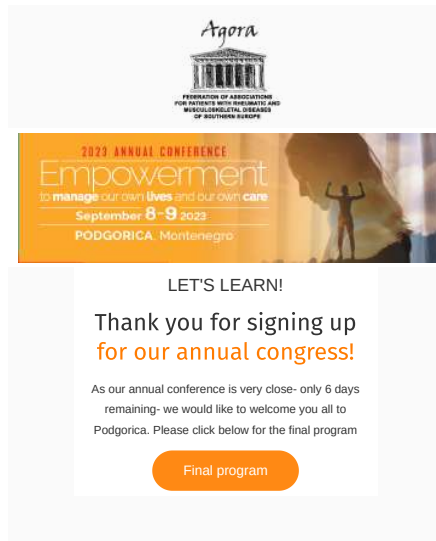 Agora
FEDERATION OF ASSOCIATIONS
FOR PATIENTS WITH RHEUMATIC AND
MUSCULOSKELETAL DISEASES
OF SOUTHERN EUROPE
2023 ANNUAL CONFERENCE
Empowerment
to manage our own lives and our own care
September 8-9 2023
PODGORICA, Montenegro
LET'S LEARN!
Thank you for signing up
for our annual congress!
As our annual conference is very close- only 6 days
remaining- we would like to welcome you all to
Podgorica. Please click below for the final program
Final program